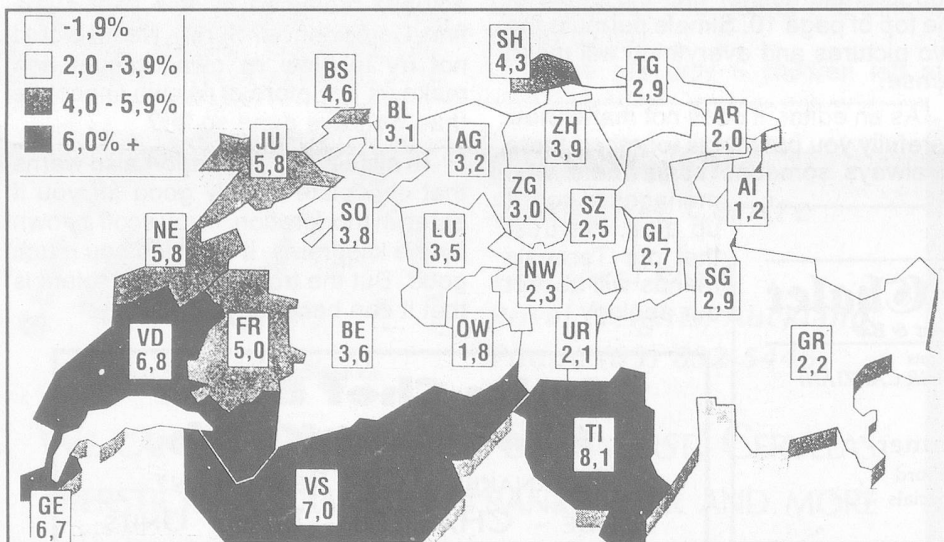 -1,9%
2,0 - 3,9%
4,0 - 5,9%
6,0% +
SH
4,3
BS
4,6
TG
2,9
BL
3,1
AG
3,2
ZH
3,9
AR
2,0
JU
5,8
AI
1,2
ZG
3,0
SO
3,8
SZ
2,5
LU
3,5
GL
2,7
NE
5,8
NW
2,3
SG
2,9
VD
6,8
FR
5,0
BE
3,6
OW
1,8
UR
2,1
GR
2,2
TI
8,1
VS
7,0
GE
6,7